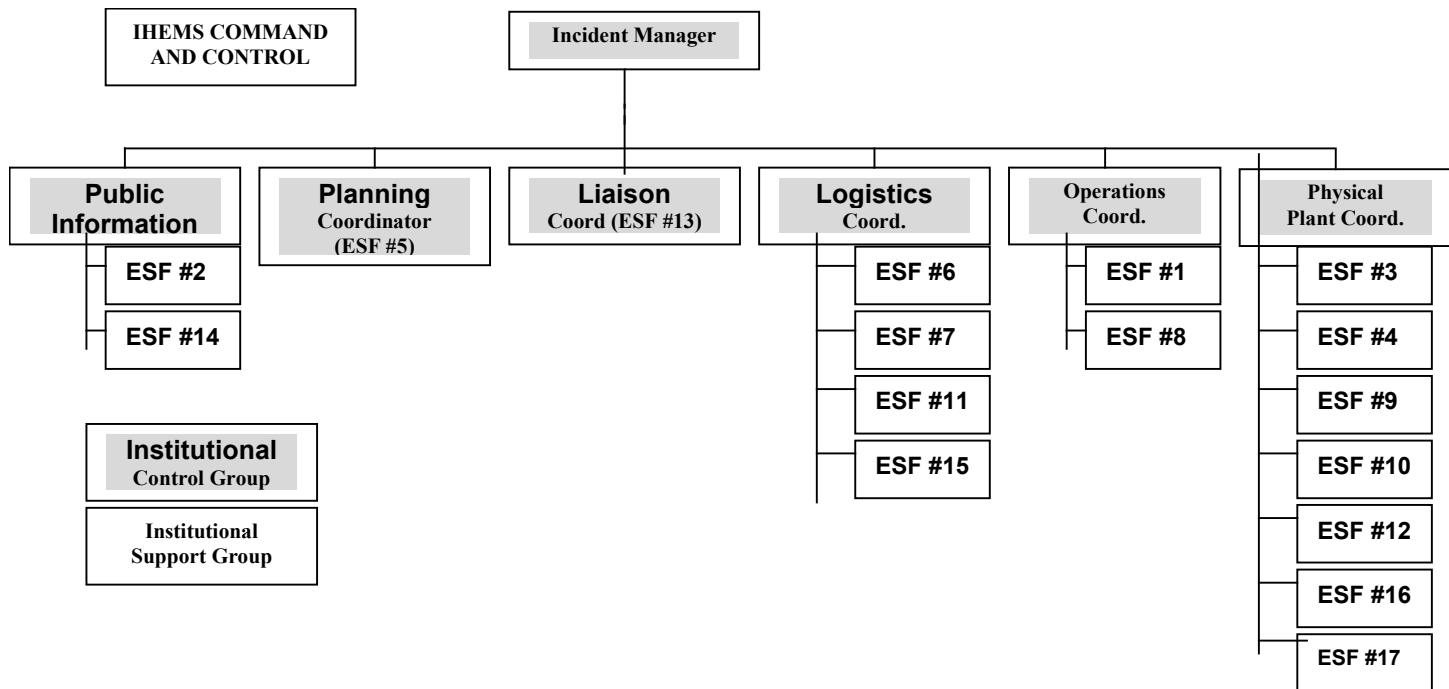 IHEMS COMMAND
AND CONTROL
Incident Manager
Public
Information
ESF #2
ESF #14
Planning
Coordinator
(ESF #5)
Liaison
Coord (ESF #13)
Logistics
Coord.
ESF #6
ESF #7
ESF #11
ESF #15
Operations
Coord.
ESF #1
ESF #8
Physical
Plant Coord.
ESF #3
ESF #4
ESF #9
ESF #10
ESF #12
ESF #16
ESF #17
Institutional
Control Group
Institutional
Support Group